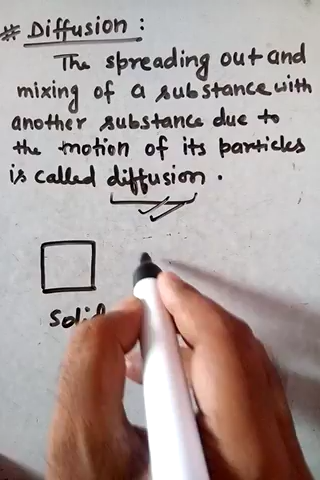 # Diffusion :
The spreading out and
mixing of a substance with
another substance due to
the motion of its particles
is called diffusion .
Solid